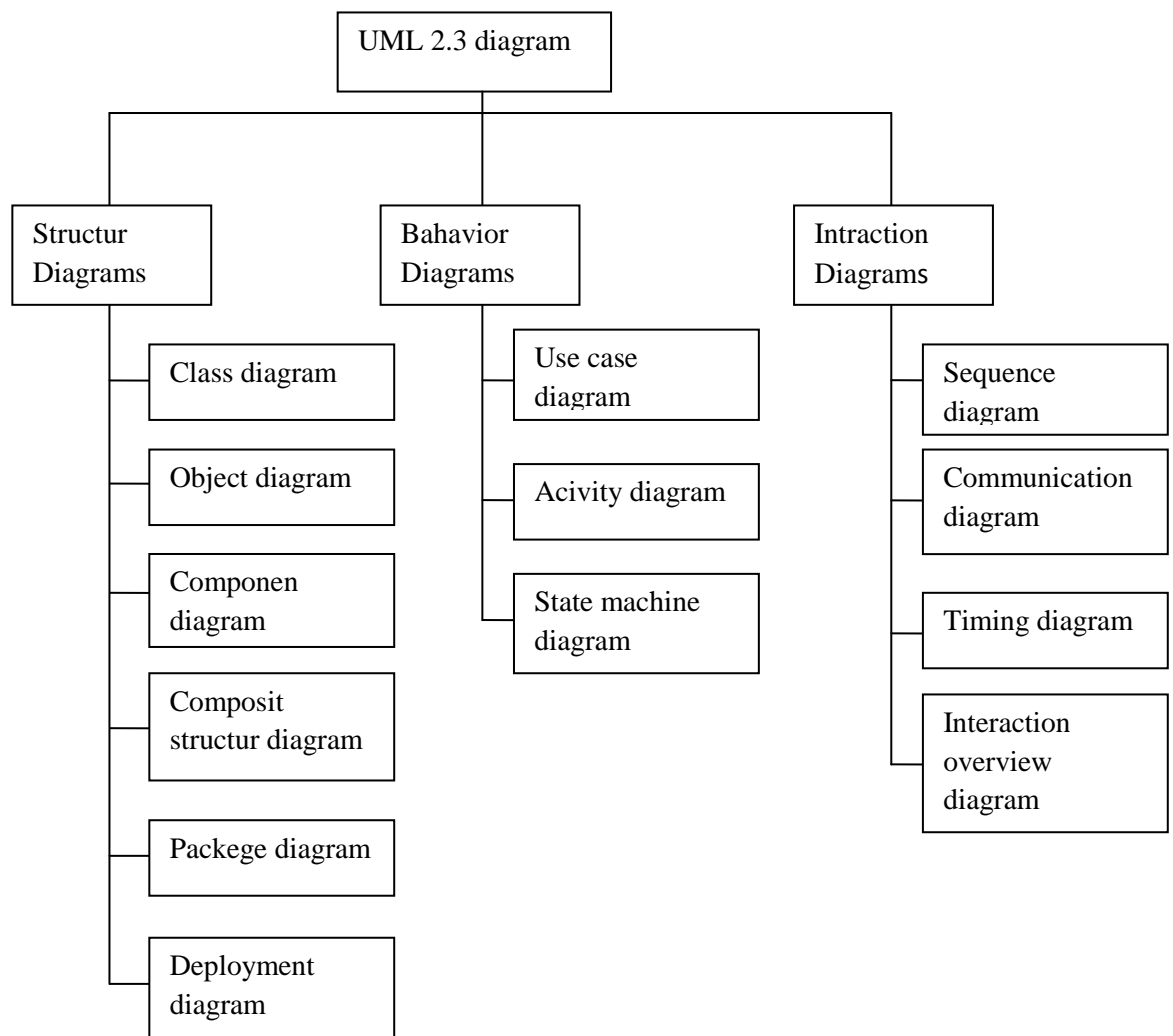 UML 2.3 diagram
Structur
Diagrams
Class diagram
Object diagram
Componen
diagram
Composit
structur diagram
Packege diagram
Deployment
diagram
Bahavior
Diagrams
Use case
diagram
Acivity diagram
State machine
diagram
Intraction
Diagrams
Sequence
diagram
Communication
diagram
Timing diagram
Interaction
overview
diagram